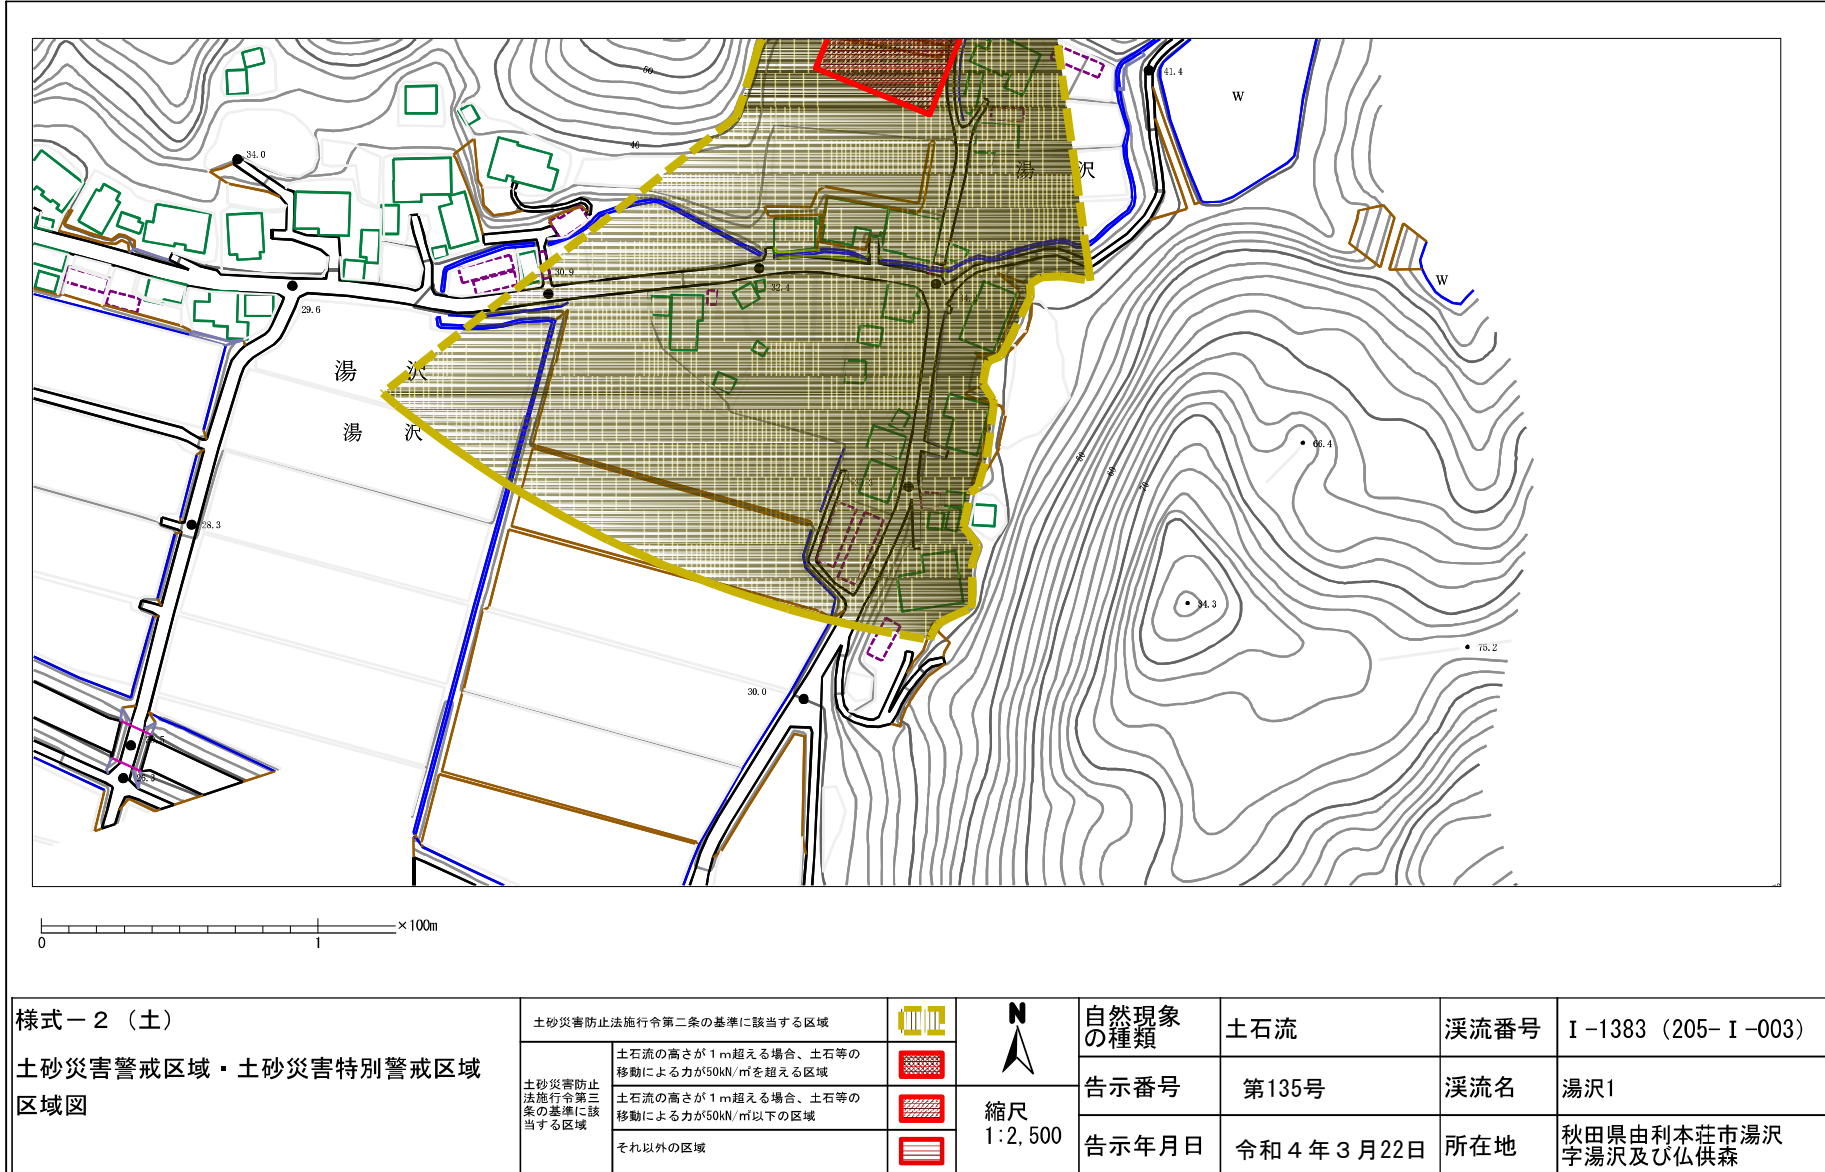 50
41.4
W
40
34.0
湯　沢
W
30.9
32.4
29.6
湯　沢
湯　沢
66.4
50
60
70
28.3
94.3
75.2
30.0
×100m
0
1
様式－２（土）
土砂災害警戒区域・土砂災害特別警戒区域
区域図
土砂災害防止法施行令第二条の基準に該当する区域
土砂災害防止
法施行令第三
条の基準に該
当する区域
土石流の高さが１ｍ超える場合、土石等の
移動による力が50kN/㎡を超える区域
土石流の高さが１ｍ超える場合、土石等の
移動による力が50kN/㎡以下の区域
それ以外の区域
N
縮尺
1:2,500
自然現象
の種類
土石流
渓流番号
Ⅰ-1383（205-Ⅰ-003）
告示番号
第135号
渓流名
湯沢1
告示年月日
令和４年３月22日
所在地
秋田県由利本荘市湯沢
字湯沢及び仏供森